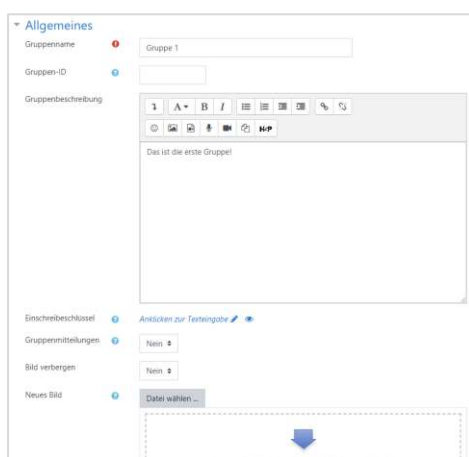 Allgemeines
Gruppenname
Gruppe 1
Gruppen-ID
Gruppenbeschreibung
A B I
H-P
Das ist die erste Gruppe!
Einschreibeschlüssel Anklicken zur Texteingabe
Gruppenmitteilungen Nein
Bild verbergen Nein
Neues Bild Datei wählen ...